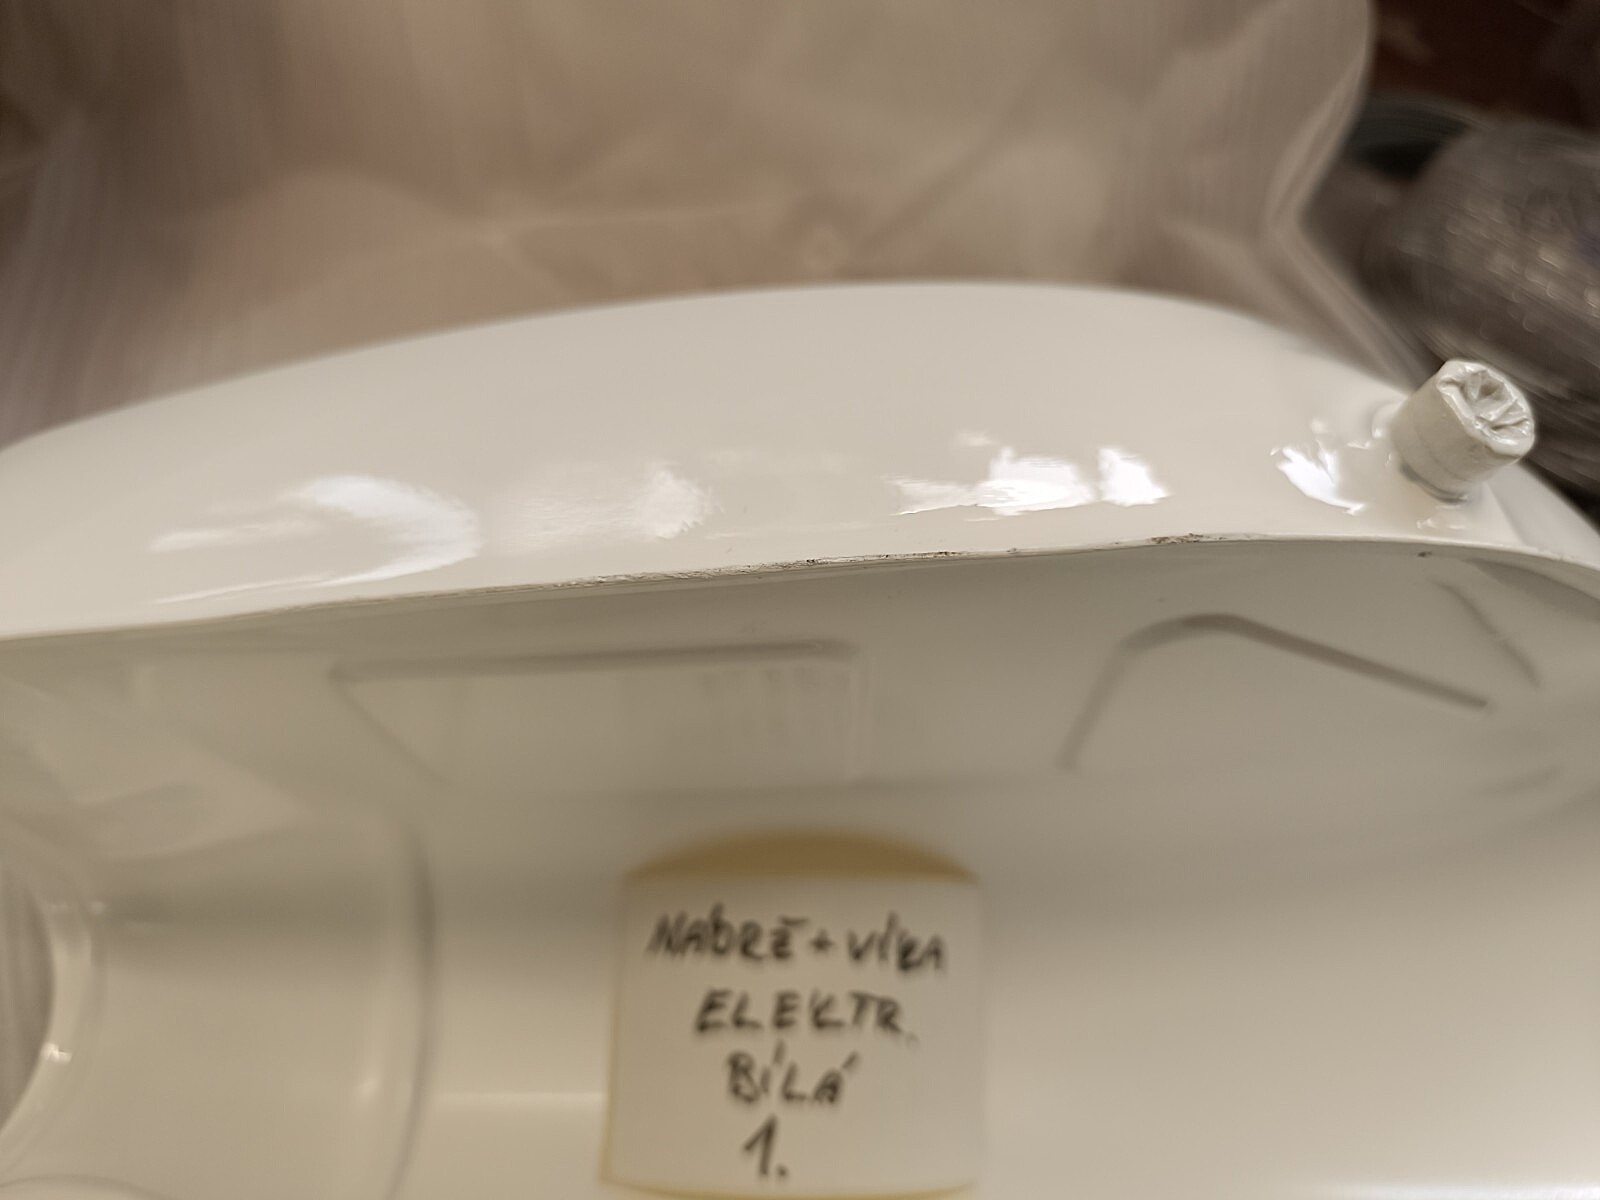 NÁDRŽ + VÍKA
ELEKTR.
BÍLÁ
1.